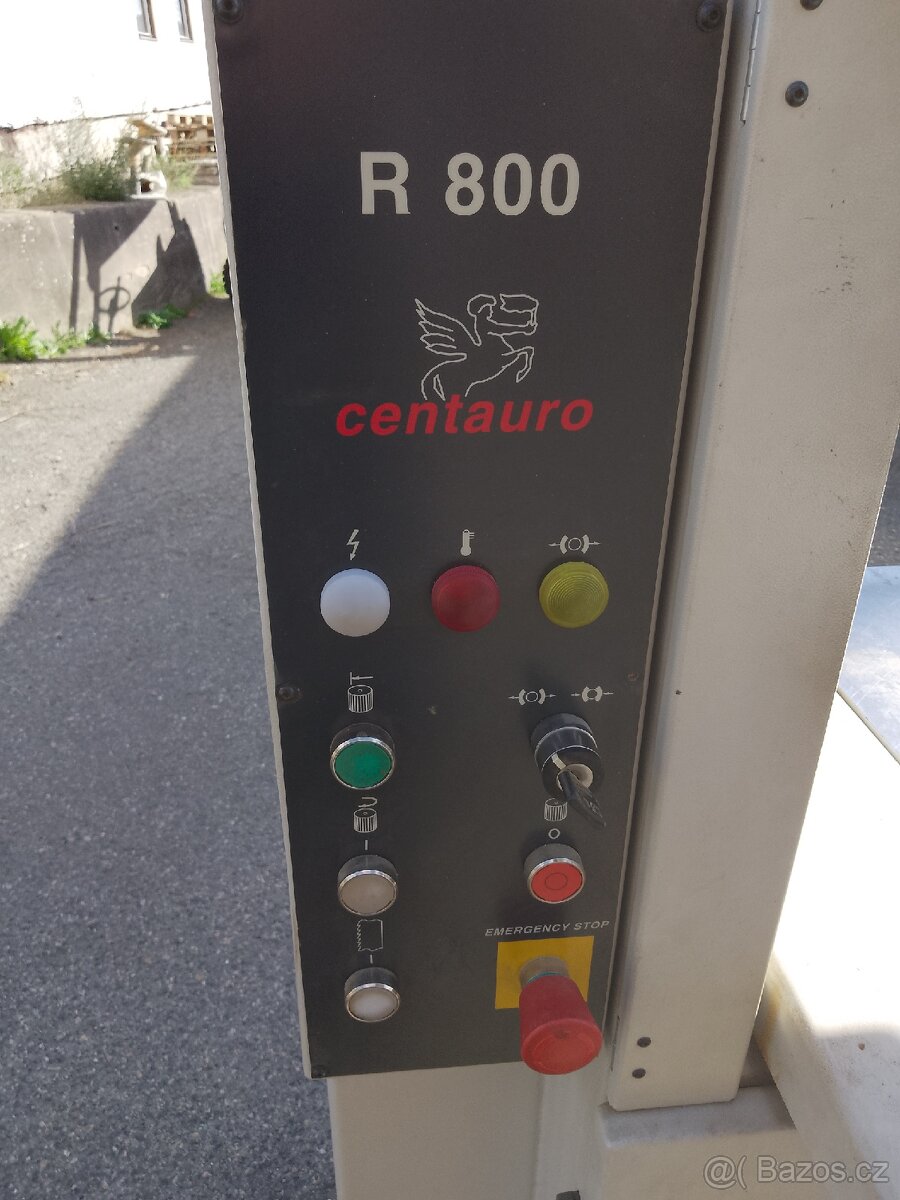 R 800
centauro
EMERGENCY STOP
@( Bazos.cz